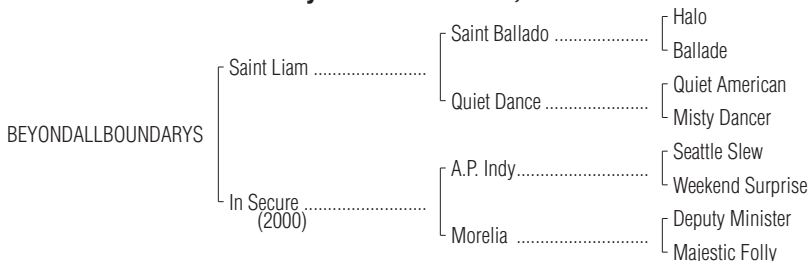 Halo
Saint Ballado ....................
Ballade
Saint Liam ........................
Quiet American
Quiet Dance ......................
Misty Dancer
BEYONDALLBOUNDARYS
Seattle Slew
A.P. Indy............................
Weekend Surprise
In Secure ..........................
(2000)
Deputy Minister
Morelia ............................
Majestic Folly